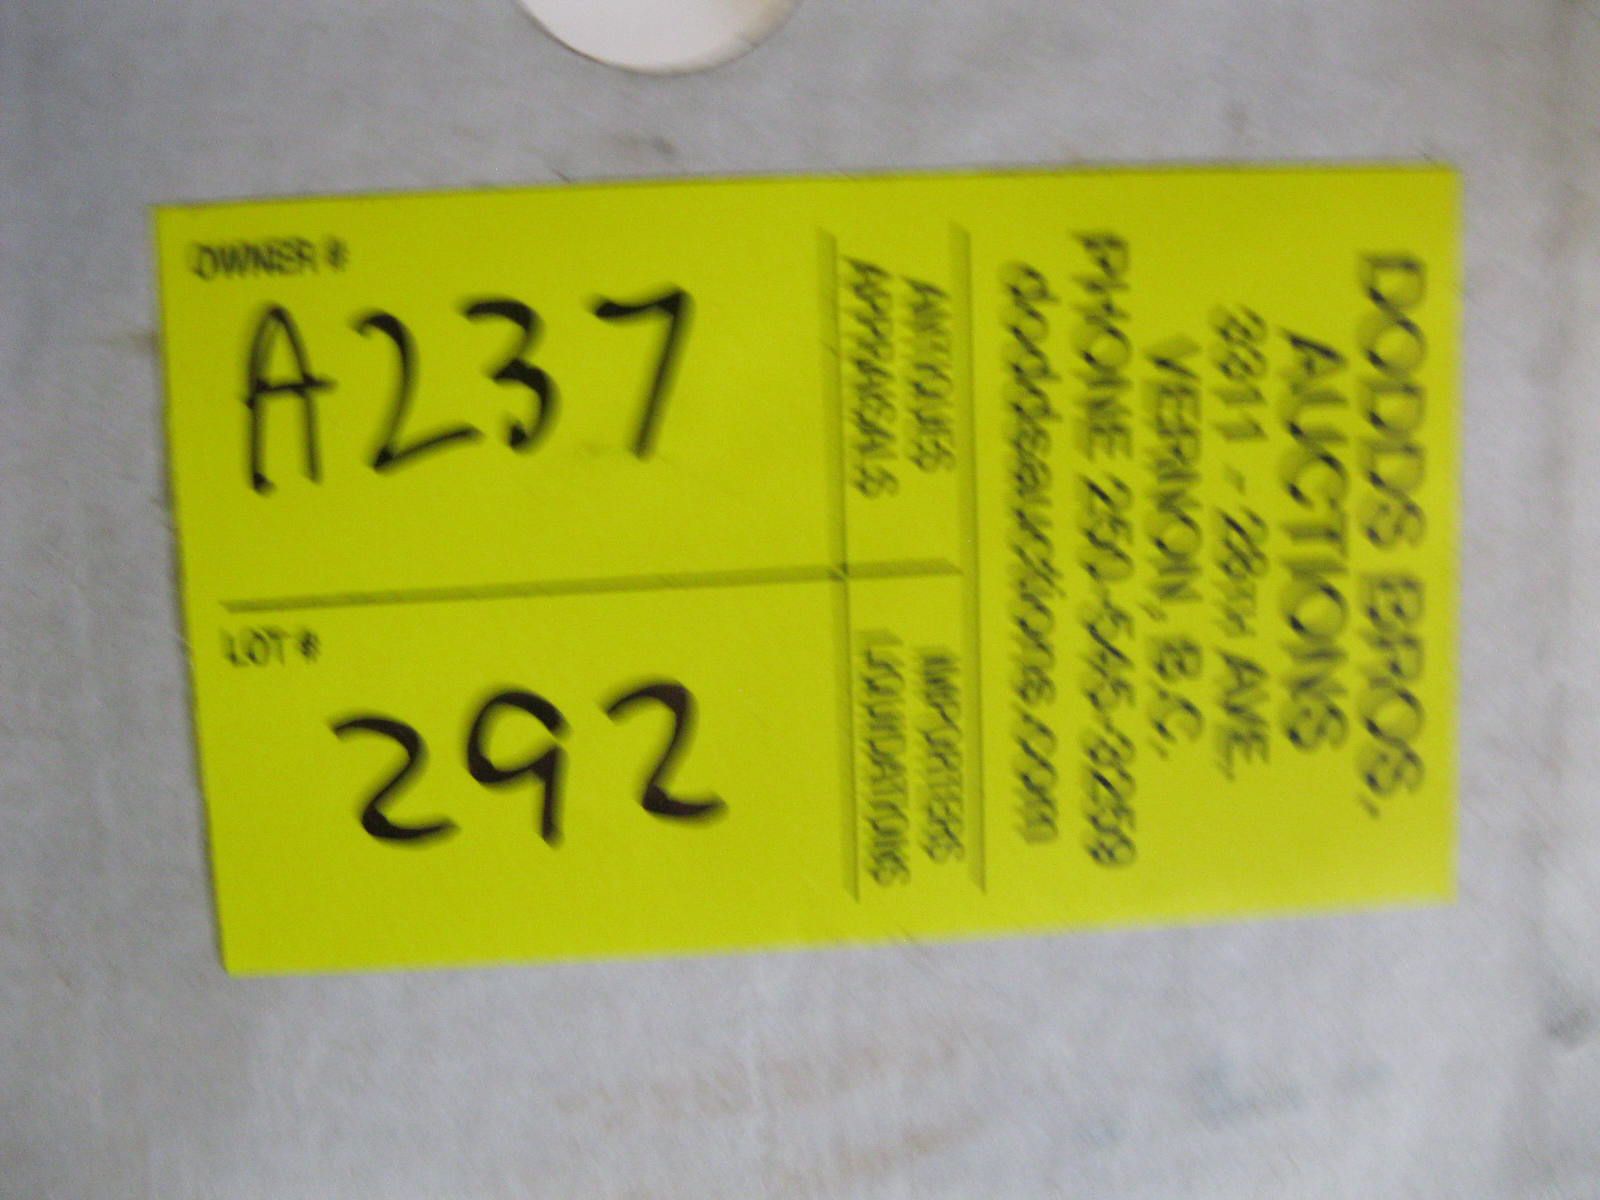 OWNER #
A237
LOT #
292
ANTIQUES
APPRAISALS
IMPORTERS
LIQUIDATIONS
DODDS BROS.
AUCTIONS
3311 - 28TH AVE.
VERNON, B.C.
PHONE 250-545-3259
doddsauctions.com